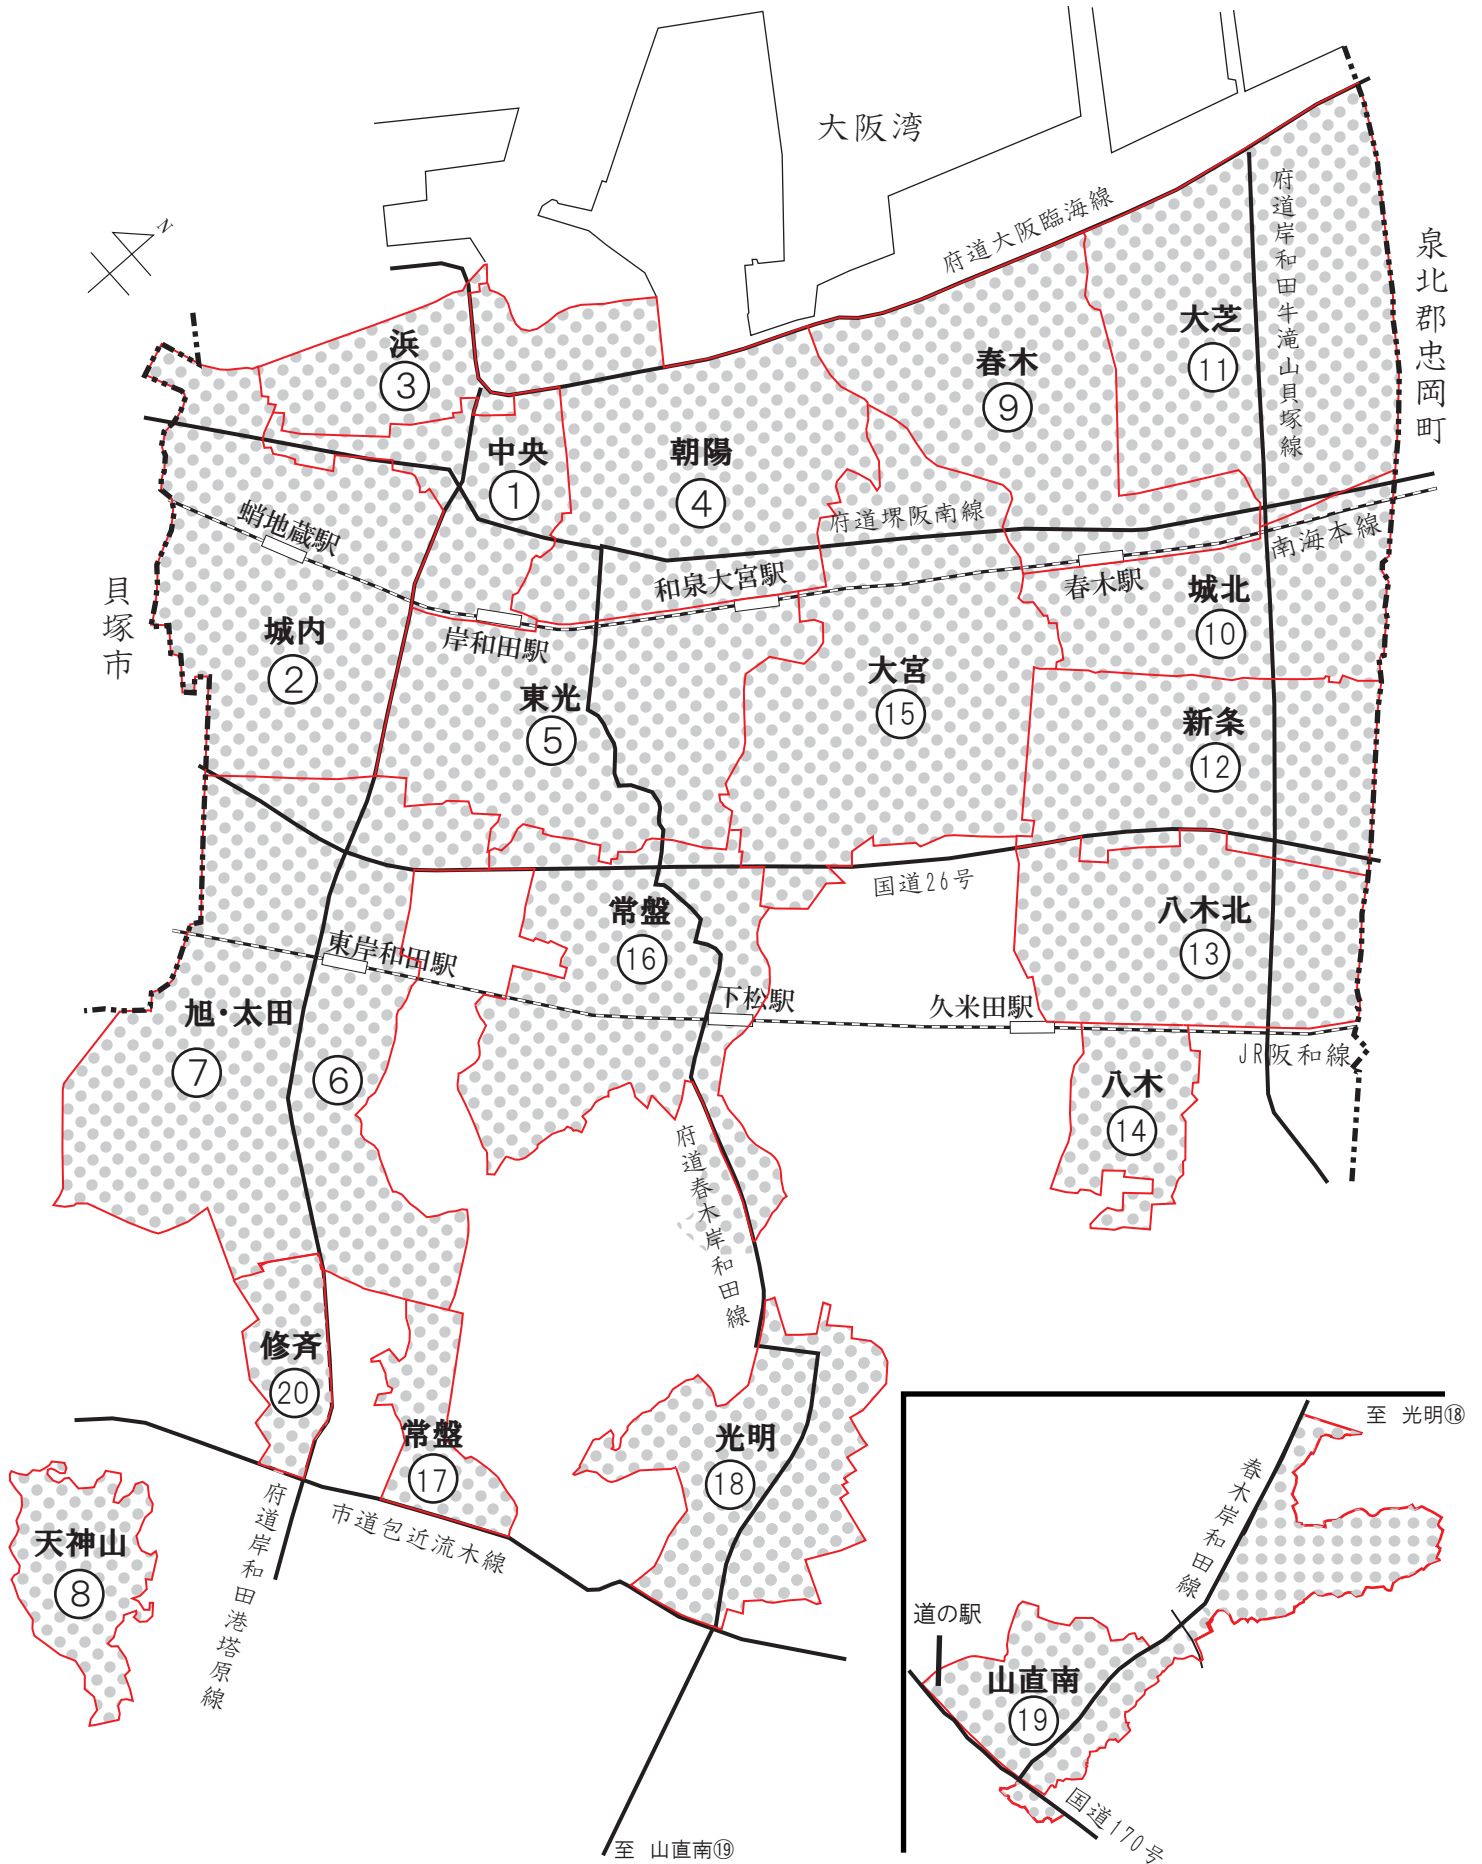 大阪湾
N
府道大阪臨海線
府道岸和田牛滝山貝塚線
泉北郡忠岡町
浜
3
中央
1
朝陽
4
春木
9
大芝
11
府道堺阪南線
南海本線
蛸地蔵駅
岸和田駅
和泉大宮駅
春木駅
貝塚市
城内
2
東光
5
大宮
15
城北
10
新条
12
国道26号
常盤
16
八木北
13
東岸和田駅
下松駅
久米田駅
JR阪和線
旭・太田
7
6
八木
14
府道春木岸和田線
修斉
20
常盤
17
光明
18
天神山
8
府道岸和田港塔原線
市道包近流木線
至 山直南⑲
至 光明⑱
春木岸和田線
道の駅
山直南
19
国道170号